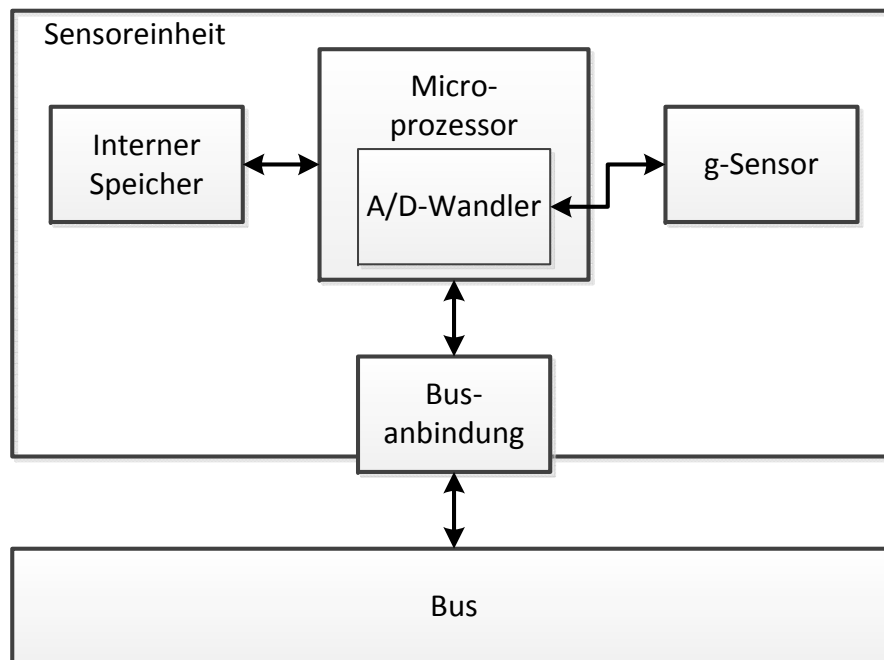 Sensoreinheit
Micro-
prozessor
Interner
Speicher
A/D-Wandler
g-Sensor
Bus-
anbindung
Bus